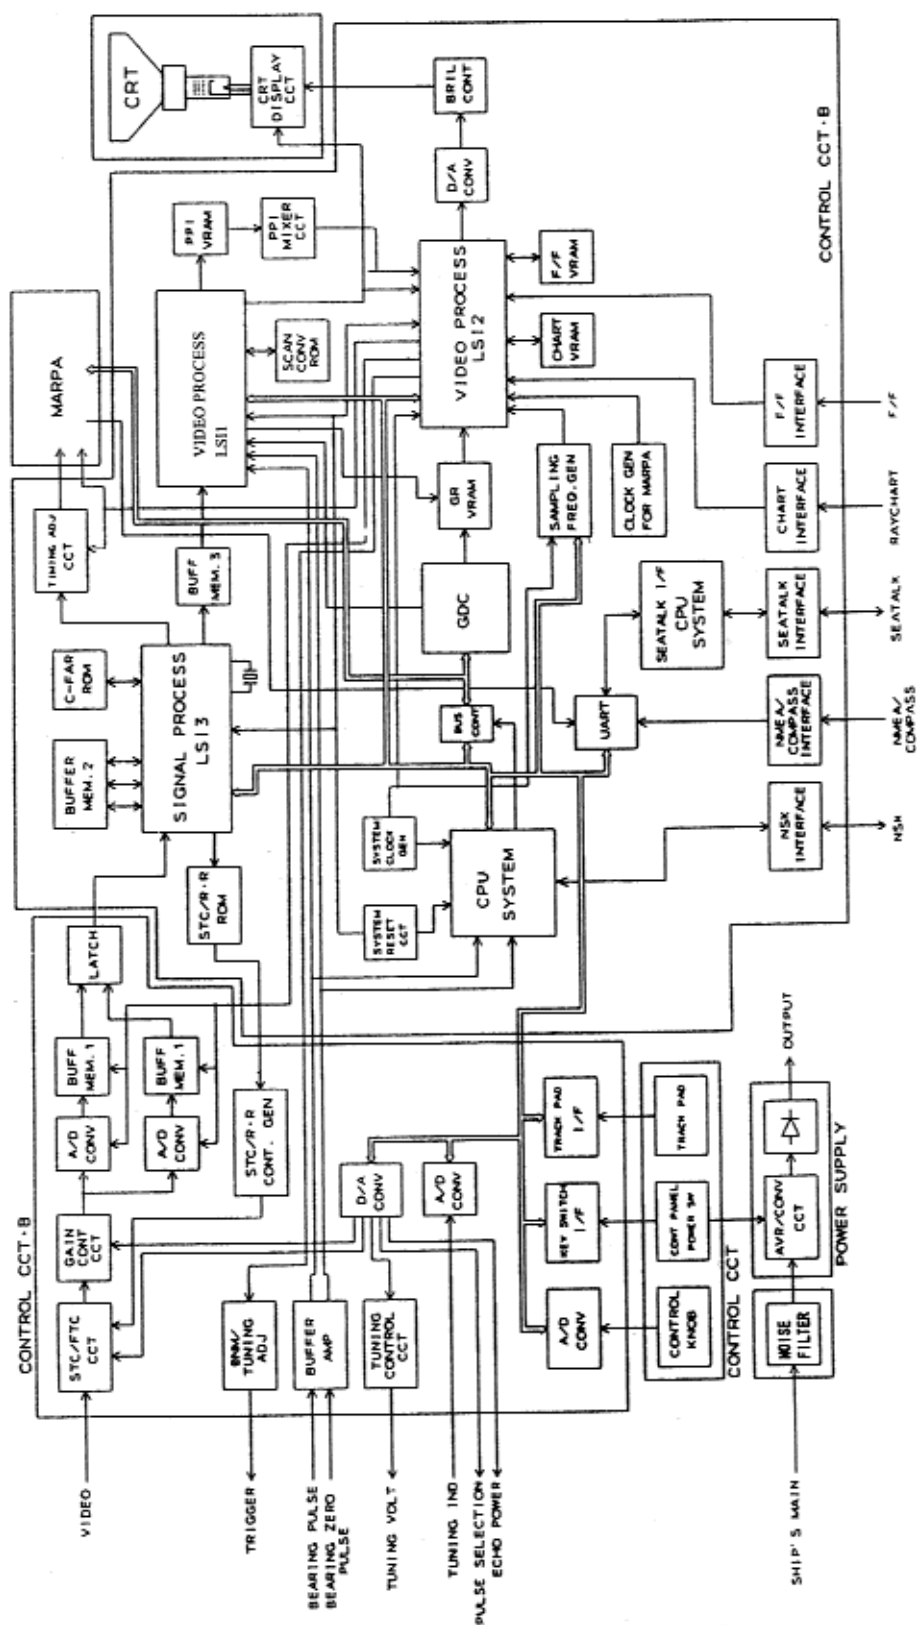 VIDEO
TRIGGER
BEARING PULSE
BEARING ZERO
PULSE
TUNING VOLT
TUNING IND
PULSE SELECTION
ECHO POWER
SHIP'S MAIN
CONTROL CCT·B
STC/FTC
CCT
GAIN
CONT
CCT
A/D
CONV
BUFF
MEM.1
A/D
CONV
BUFF
MEM.1
LATCH
STC/R·R
CONT. GEN
TUNING
ADJ
BUFFER
AMP
TUNING
CONTROL
CCT
D/A
CONV
A/D
CONV
A/D
CONV
KEY SWITCH
I/F
TRACK PAD
I/F
CONTROL
KNOB
CONT PANEL
POWER SW
TRACK PAD
CONTROL CCT
NOISE
FILTER
AVR/CONV
CCT
POWER SUPPLY
OUTPUT
BUFFER
MEM.2
C-FAR
ROM
TIMING ADJ
CCT
MARPA
SIGNAL PROCESS
LSI3
STC/R·R
ROM
BUFF
MEM.3
VIDEO PROCESS
LSI1
PPI
VRAM
PPI
MIXER
CCT
SCAN
CONV
ROM
CRT
CRT
DISPLAY
CCT
SYSTEM
RESET
CCT
SYSTEM
CLOCK
GEN
CPU
SYSTEM
BUS
CONT
GDC
GR
VRAM
VIDEO PROCESS
LSI2
D/A
CONV
BRIL
CONT
CHART
VRAM
F/F
VRAM
SAMPLING
FREQ.GEN
CLOCK GEN
FOR MARPA
UART
SEATALK I/F
CPU
SYSTEM
NSK
INTERFACE
NMEA/
COMPASS
INTERFACE
SEATALK
INTERFACE
CHART
INTERFACE
F/F
INTERFACE
CONTROL CCT·B
NSK
NMEA/
COMPASS
SEATALK
RAYCHART
F/F